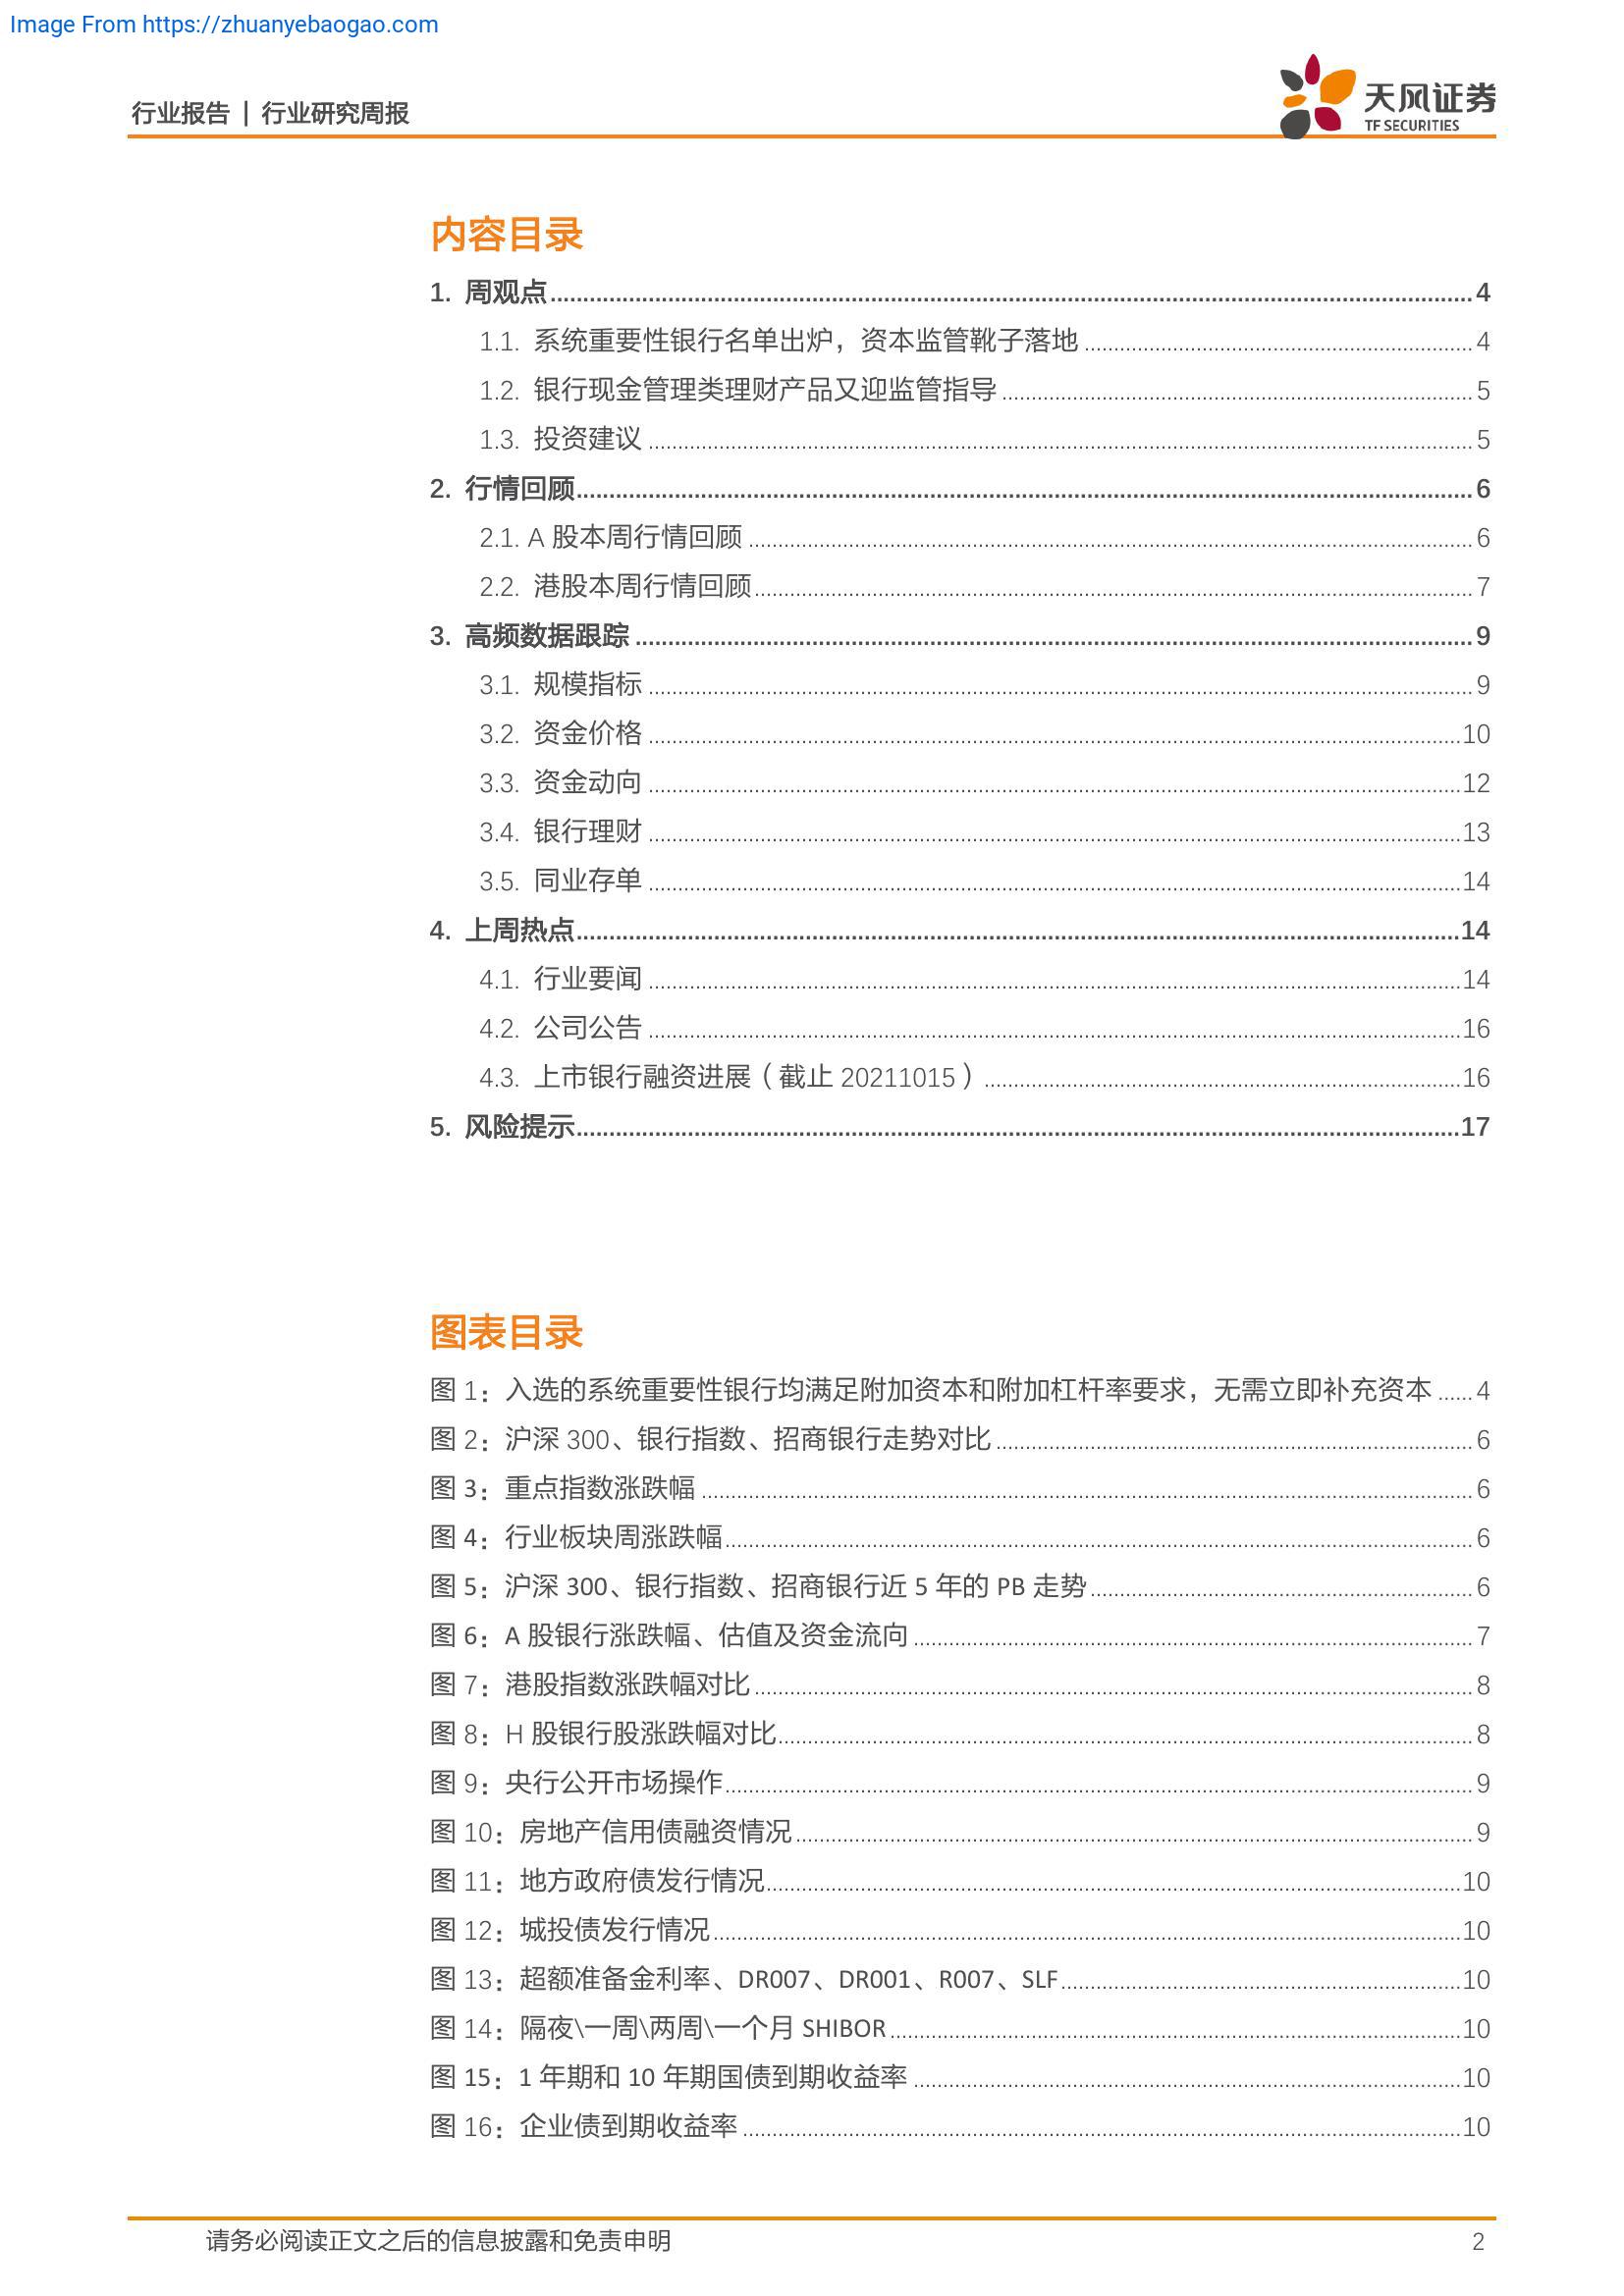 Image From https://zhuanyebaogao.com
行业报告 | 行业研究周报
天风证券
TF SECURITIES
内容目录
1. 周观点 4
1.1. 系统重要性银行名单出炉，资本监管靴子落地 4
1.2. 银行现金管理类理财产品又迎监管指导 5
1.3. 投资建议 5
2. 行情回顾 6
2.1. A 股本周行情回顾 6
2.2. 港股本周行情回顾 7
3. 高频数据跟踪 9
3.1. 规模指标 9
3.2. 资金价格 10
3.3. 资金动向 12
3.4. 银行理财 13
3.5. 同业存单 14
4. 上周热点 14
4.1. 行业要闻 14
4.2. 公司公告 16
4.3. 上市银行融资进展（截止 20211015） 16
5. 风险提示 17
图表目录
图 1：入选的系统重要性银行均满足附加资本和附加杠杆率要求，无需立即补充资本 4
图 2：沪深 300、银行指数、招商银行走势对比 6
图 3：重点指数涨跌幅 6
图 4：行业板块周涨跌幅 6
图 5：沪深 300、银行指数、招商银行近 5 年的 PB 走势 6
图 6：A 股银行涨跌幅、估值及资金流向 7
图 7：港股指数涨跌幅对比 8
图 8：H 股银行股涨跌幅对比 8
图 9：央行公开市场操作 9
图 10：房地产信用债融资情况 9
图 11：地方政府债发行情况 10
图 12：城投债发行情况 10
图 13：超额准备金利率、DR007、DR001、R007、SLF 10
图 14：隔夜\一周\两周\一个月 SHIBOR 10
图 15：1 年期和 10 年期国债到期收益率 10
图 16：企业债到期收益率 10
请务必阅读正文之后的信息披露和免责申明 2